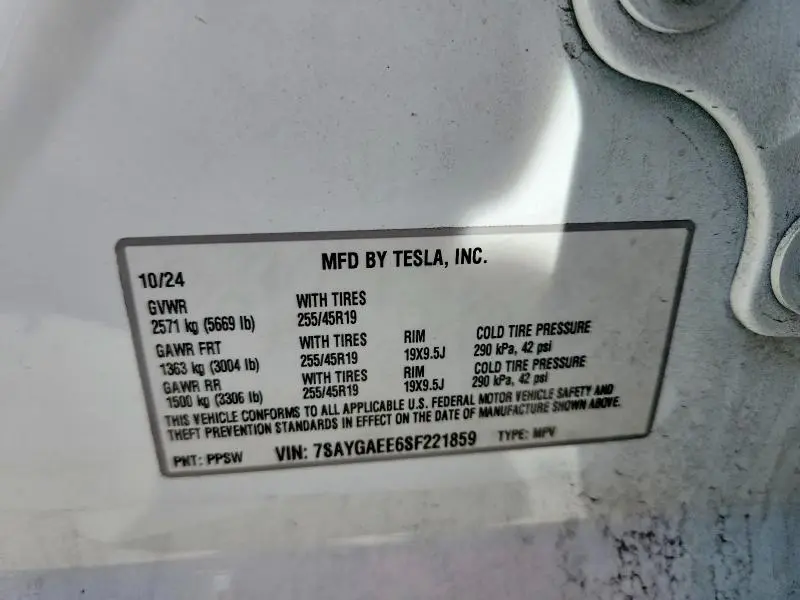 MFD BY TESLA, INC.
10/24
GVWR WITH TIRES
2571 kg (5669 lb) 255/45R19
GAWR FRT WITH TIRES RIM COLD TIRE PRESSURE
1363 kg (3004 lb) 255/45R19 19X9.5J 290 kPa, 42 psi
GAWR RR WITH TIRES RIM COLD TIRE PRESSURE
1500 kg (3306 lb) 255/45R19 19X9.5J 290 kPa, 42 psi
THIS VEHICLE CONFORMS TO ALL APPLICABLE U.S. FEDERAL MOTOR VEHICLE SAFETY AND
THEFT PREVENTION STANDARDS IN EFFECT ON THE DATE OF MANUFACTURE SHOWN ABOVE.
PNT: PPSW VIN: 7SAYGAEE6SF221859 TYPE: MPV